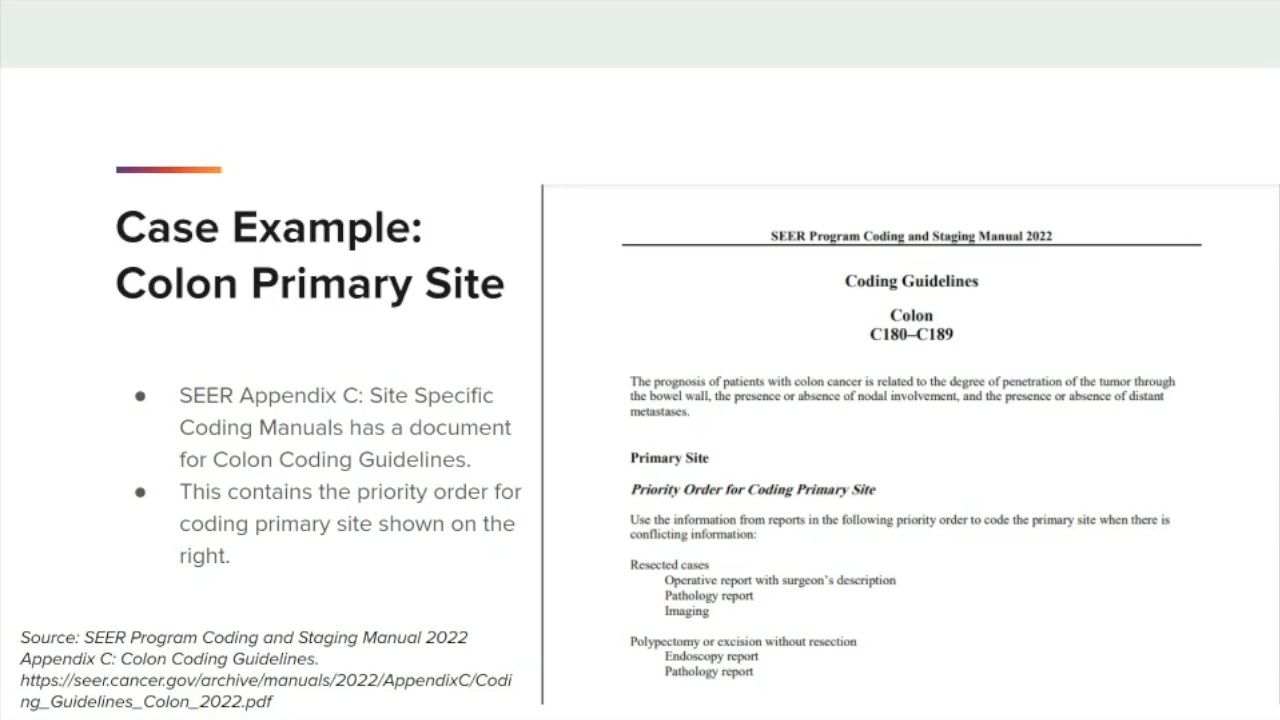 Case Example:
Colon Primary Site
● SEER Appendix C: Site Specific
Coding Manuals has a document
for Colon Coding Guidelines.
● This contains the priority order for
coding primary site shown on the
right.
Source: SEER Program Coding and Staging Manual 2022
Appendix C: Colon Coding Guidelines.
https://seer.cancer.gov/archive/manuals/2022/AppendixC/Codi
ng_Guidelines_Colon_2022.pdf
SEER Program Coding and Staging Manual 2022
Coding Guidelines
Colon
C180–C189
The prognosis of patients with colon cancer is related to the degree of penetration of the tumor through
the bowel wall, the presence or absence of nodal involvement, and the presence or absence of distant
metastases.
Primary Site
Priority Order for Coding Primary Site
Use the information from reports in the following priority order to code the primary site when there is
conflicting information:
Resected cases
Operative report with surgeon's description
Pathology report
Imaging
Polypectomy or excision without resection
Endoscopy report
Pathology report